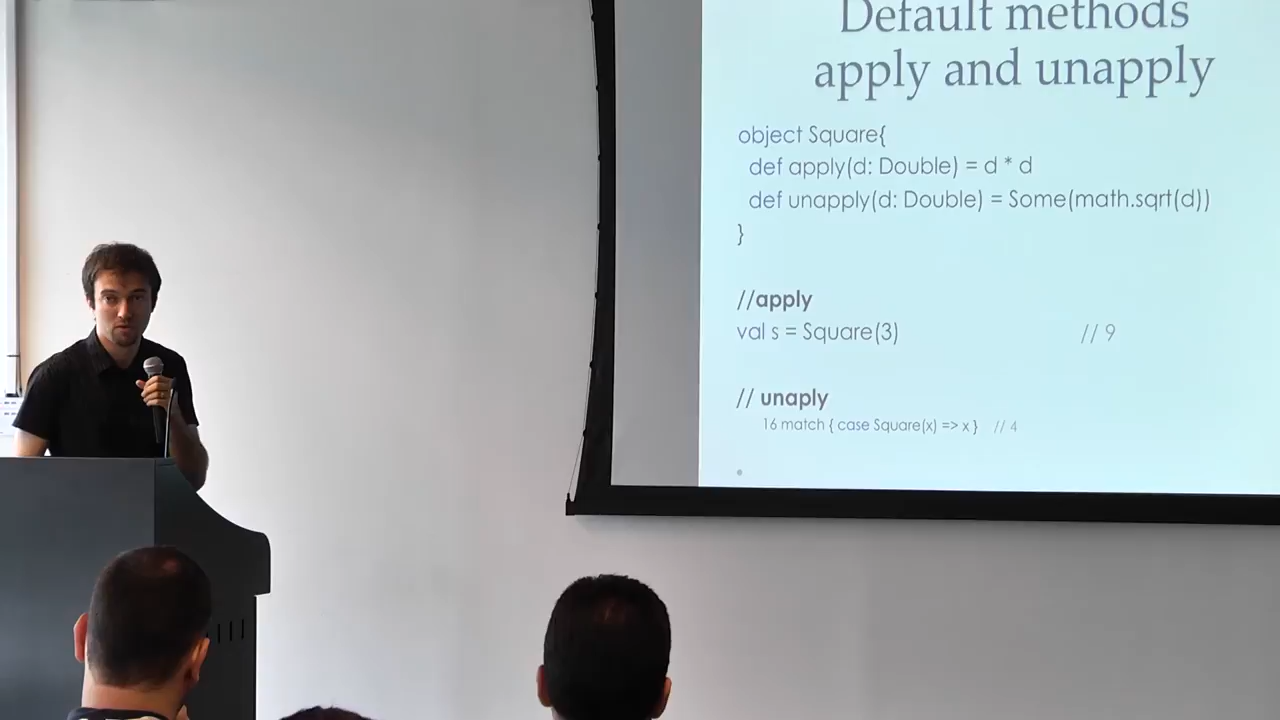 Default methods
apply and unapply
object Square{
def apply(d: Double) = d * d
def unapply(d: Double) = Some(math.sqrt(d))
}
//apply
val s = Square(3) // 9
// unaply
16 match { case Square(x) => x } // 4